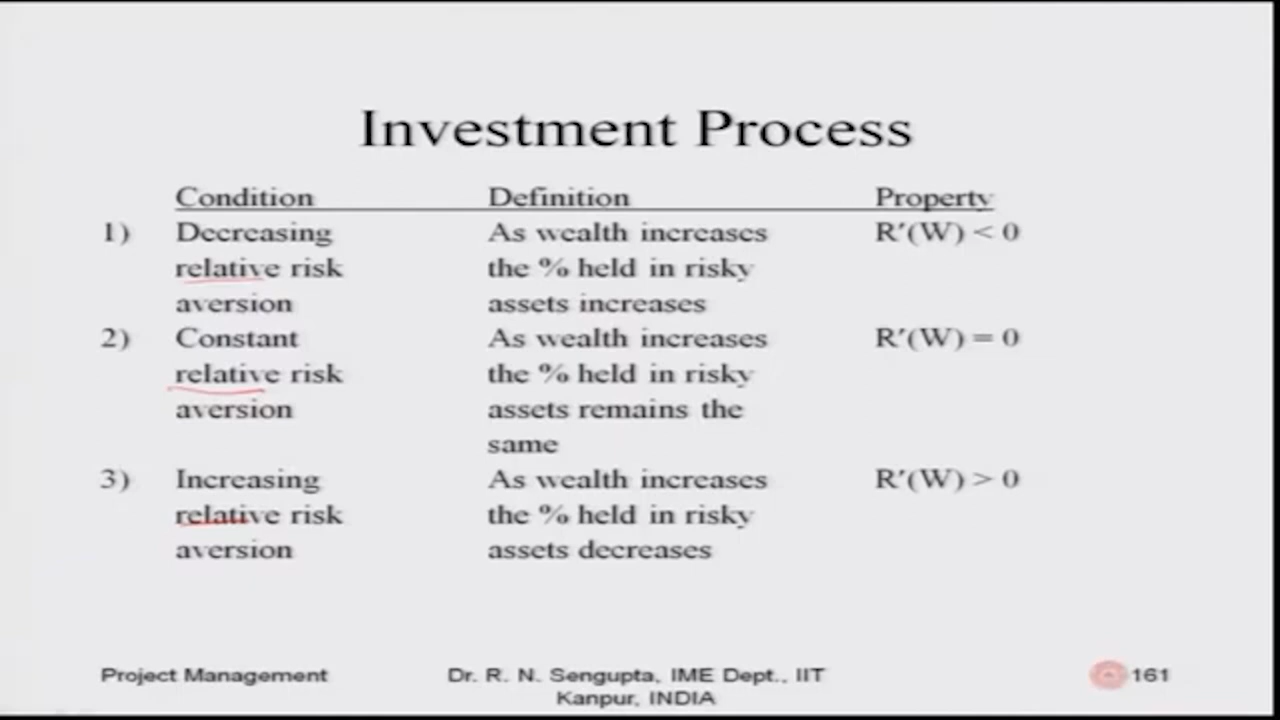 Investment Process
Condition Definition Property
1) Decreasing As wealth increases R′(W) < 0
relative risk the % held in risky
aversion assets increases
2) Constant As wealth increases R′(W) = 0
relative risk the % held in risky
aversion assets remains the
same
3) Increasing As wealth increases R′(W) > 0
relative risk the % held in risky
aversion assets decreases
Project Management Dr. R. N. Sengupta, IME Dept., IIT 161
Kanpur, INDIA